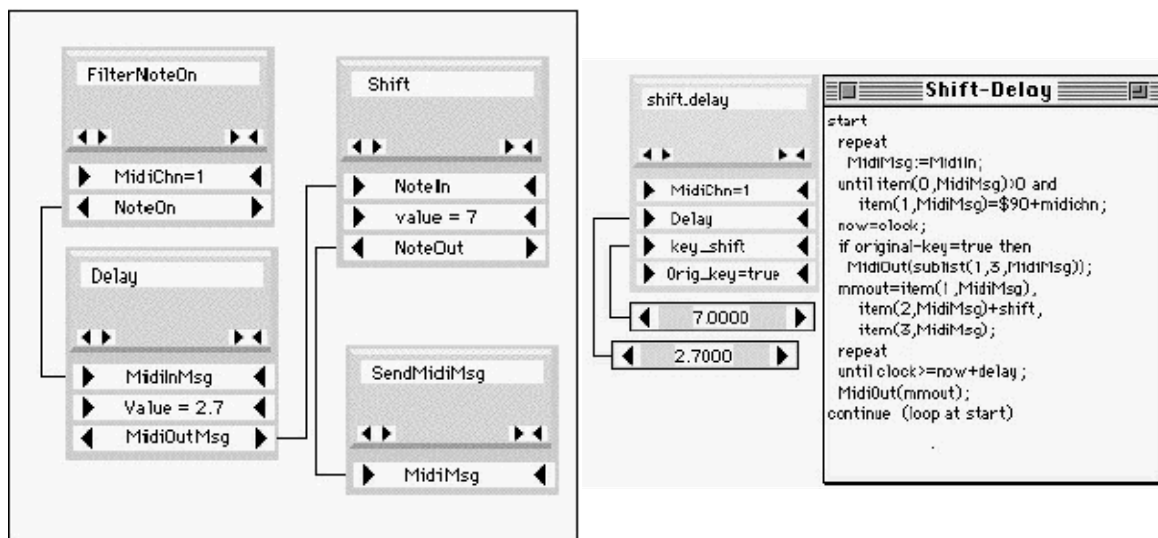 FilterNoteOn
MidiChn=1
NoteOn
Delay
MidiInMsg
Value = 2.7
MidiOutMsg
Shift
NoteIn
value = 7
NoteOut
SendMidiMsg
MidiMsg
shift_delay
MidiChn=1
Delay
key_shift
Orig_key=true
7.0000
2.7000
Shift-Delay
start
repeat
MidiMsg:=MidiIn;
until item(0,MidiMsg)>0 and
item(1,MidiMsg)=$90+midichn;
now=clock;
if original-key=true then
MidiOut(sublist(1,3,MidiMsg));
mmout=item(1,MidiMsg),
item(2,MidiMsg)+shift,
item(3,MidiMsg);
repeat
until clock>=now+delay;
MidiOut(mmout);
continue (loop at start)